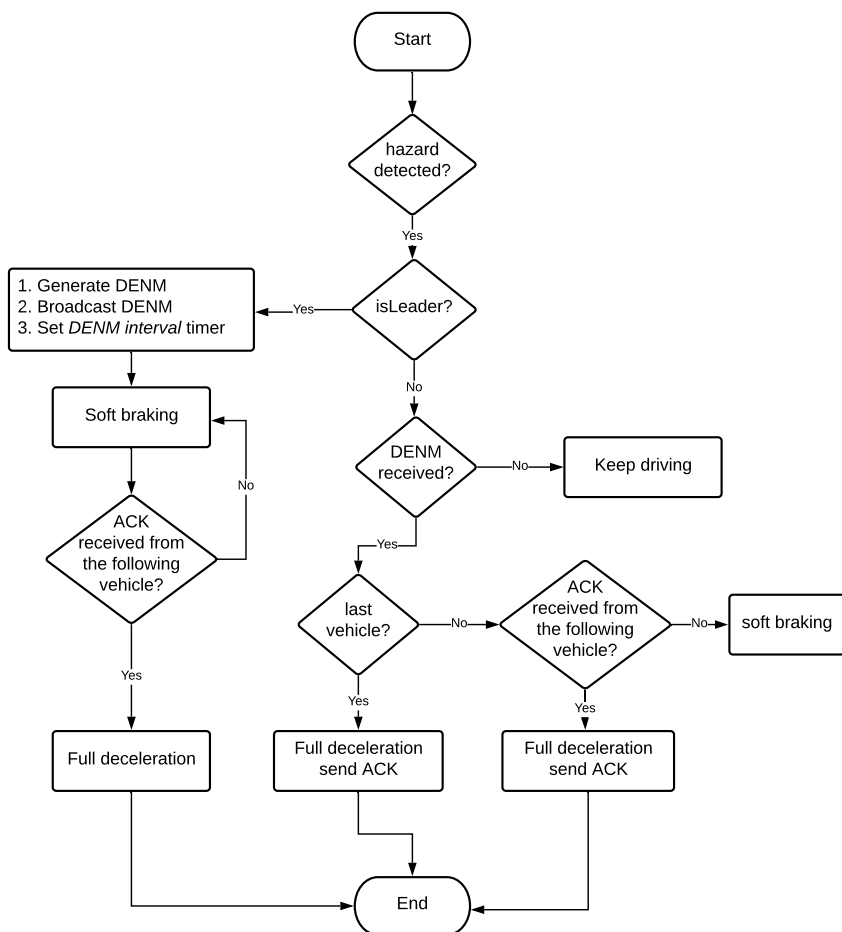 Start
hazard
detected?
Yes
isLeader?
Yes
1. Generate DENM
2. Broadcast DENM
3. Set DENM interval timer
No
Soft braking
DENM
received?
No
Keep driving
No
ACK
received from
the following
vehicle?
Yes
last
vehicle?
No
ACK
received from
the following
vehicle?
No
soft braking
Yes
Yes
Yes
Full deceleration
Full deceleration
send ACK
Full deceleration
send ACK
End